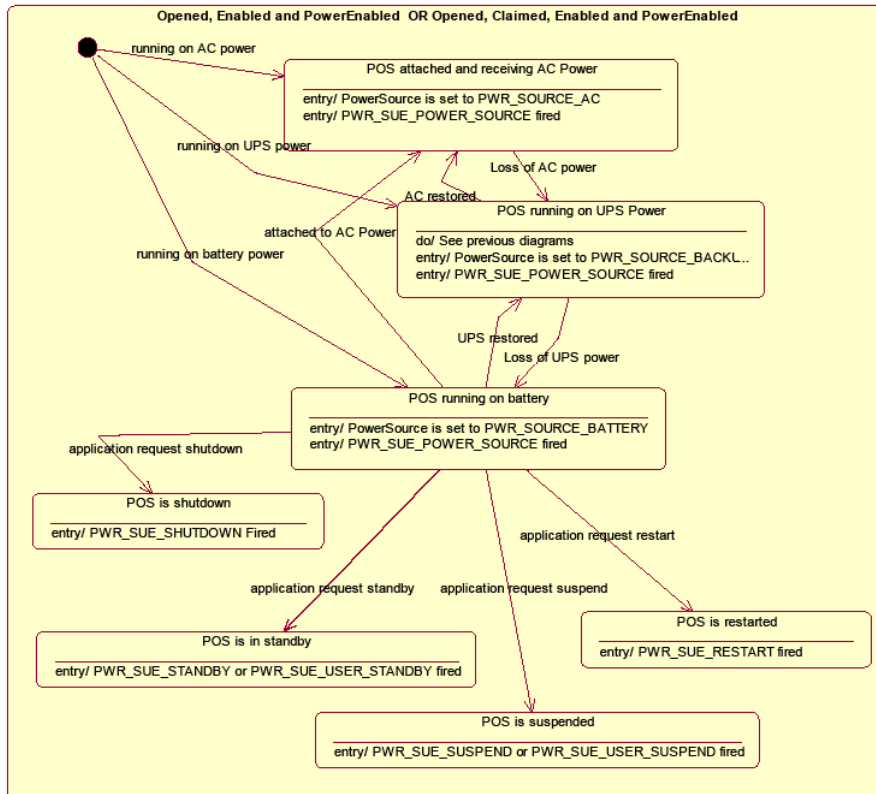 Opened, Enabled and PowerEnabled OR Opened, Claimed, Enabled and PowerEnabled
running on AC power
POS attached and receiving AC Power
entry/ PowerSource is set to PWR_SOURCE_AC
entry/ PWR_SUE_POWER_SOURCE fired
running on UPS power
Loss of AC power
AC restored
POS running on UPS Power
attached to AC Power
do/ See previous diagrams
running on battery power
entry/ PowerSource is set to PWR_SOURCE_BACKU...
entry/ PWR_SUE_POWER_SOURCE fired
UPS restored
Loss of UPS power
POS running on battery
entry/ PowerSource is set to PWR_SOURCE_BATTERY
entry/ PWR_SUE_POWER_SOURCE fired
application request shutdown
POS is shutdown
entry/ PWR_SUE_SHUTDOWN Fired
application request restart
application request standby
application request suspend
POS is restarted
entry/ PWR_SUE_RESTART fired
POS is in standby
entry/ PWR_SUE_STANDBY or PWR_SUE_USER_STANDBY fired
POS is suspended
entry/ PWR_SUE_SUSPEND or PWR_SUE_USER_SUSPEND fired